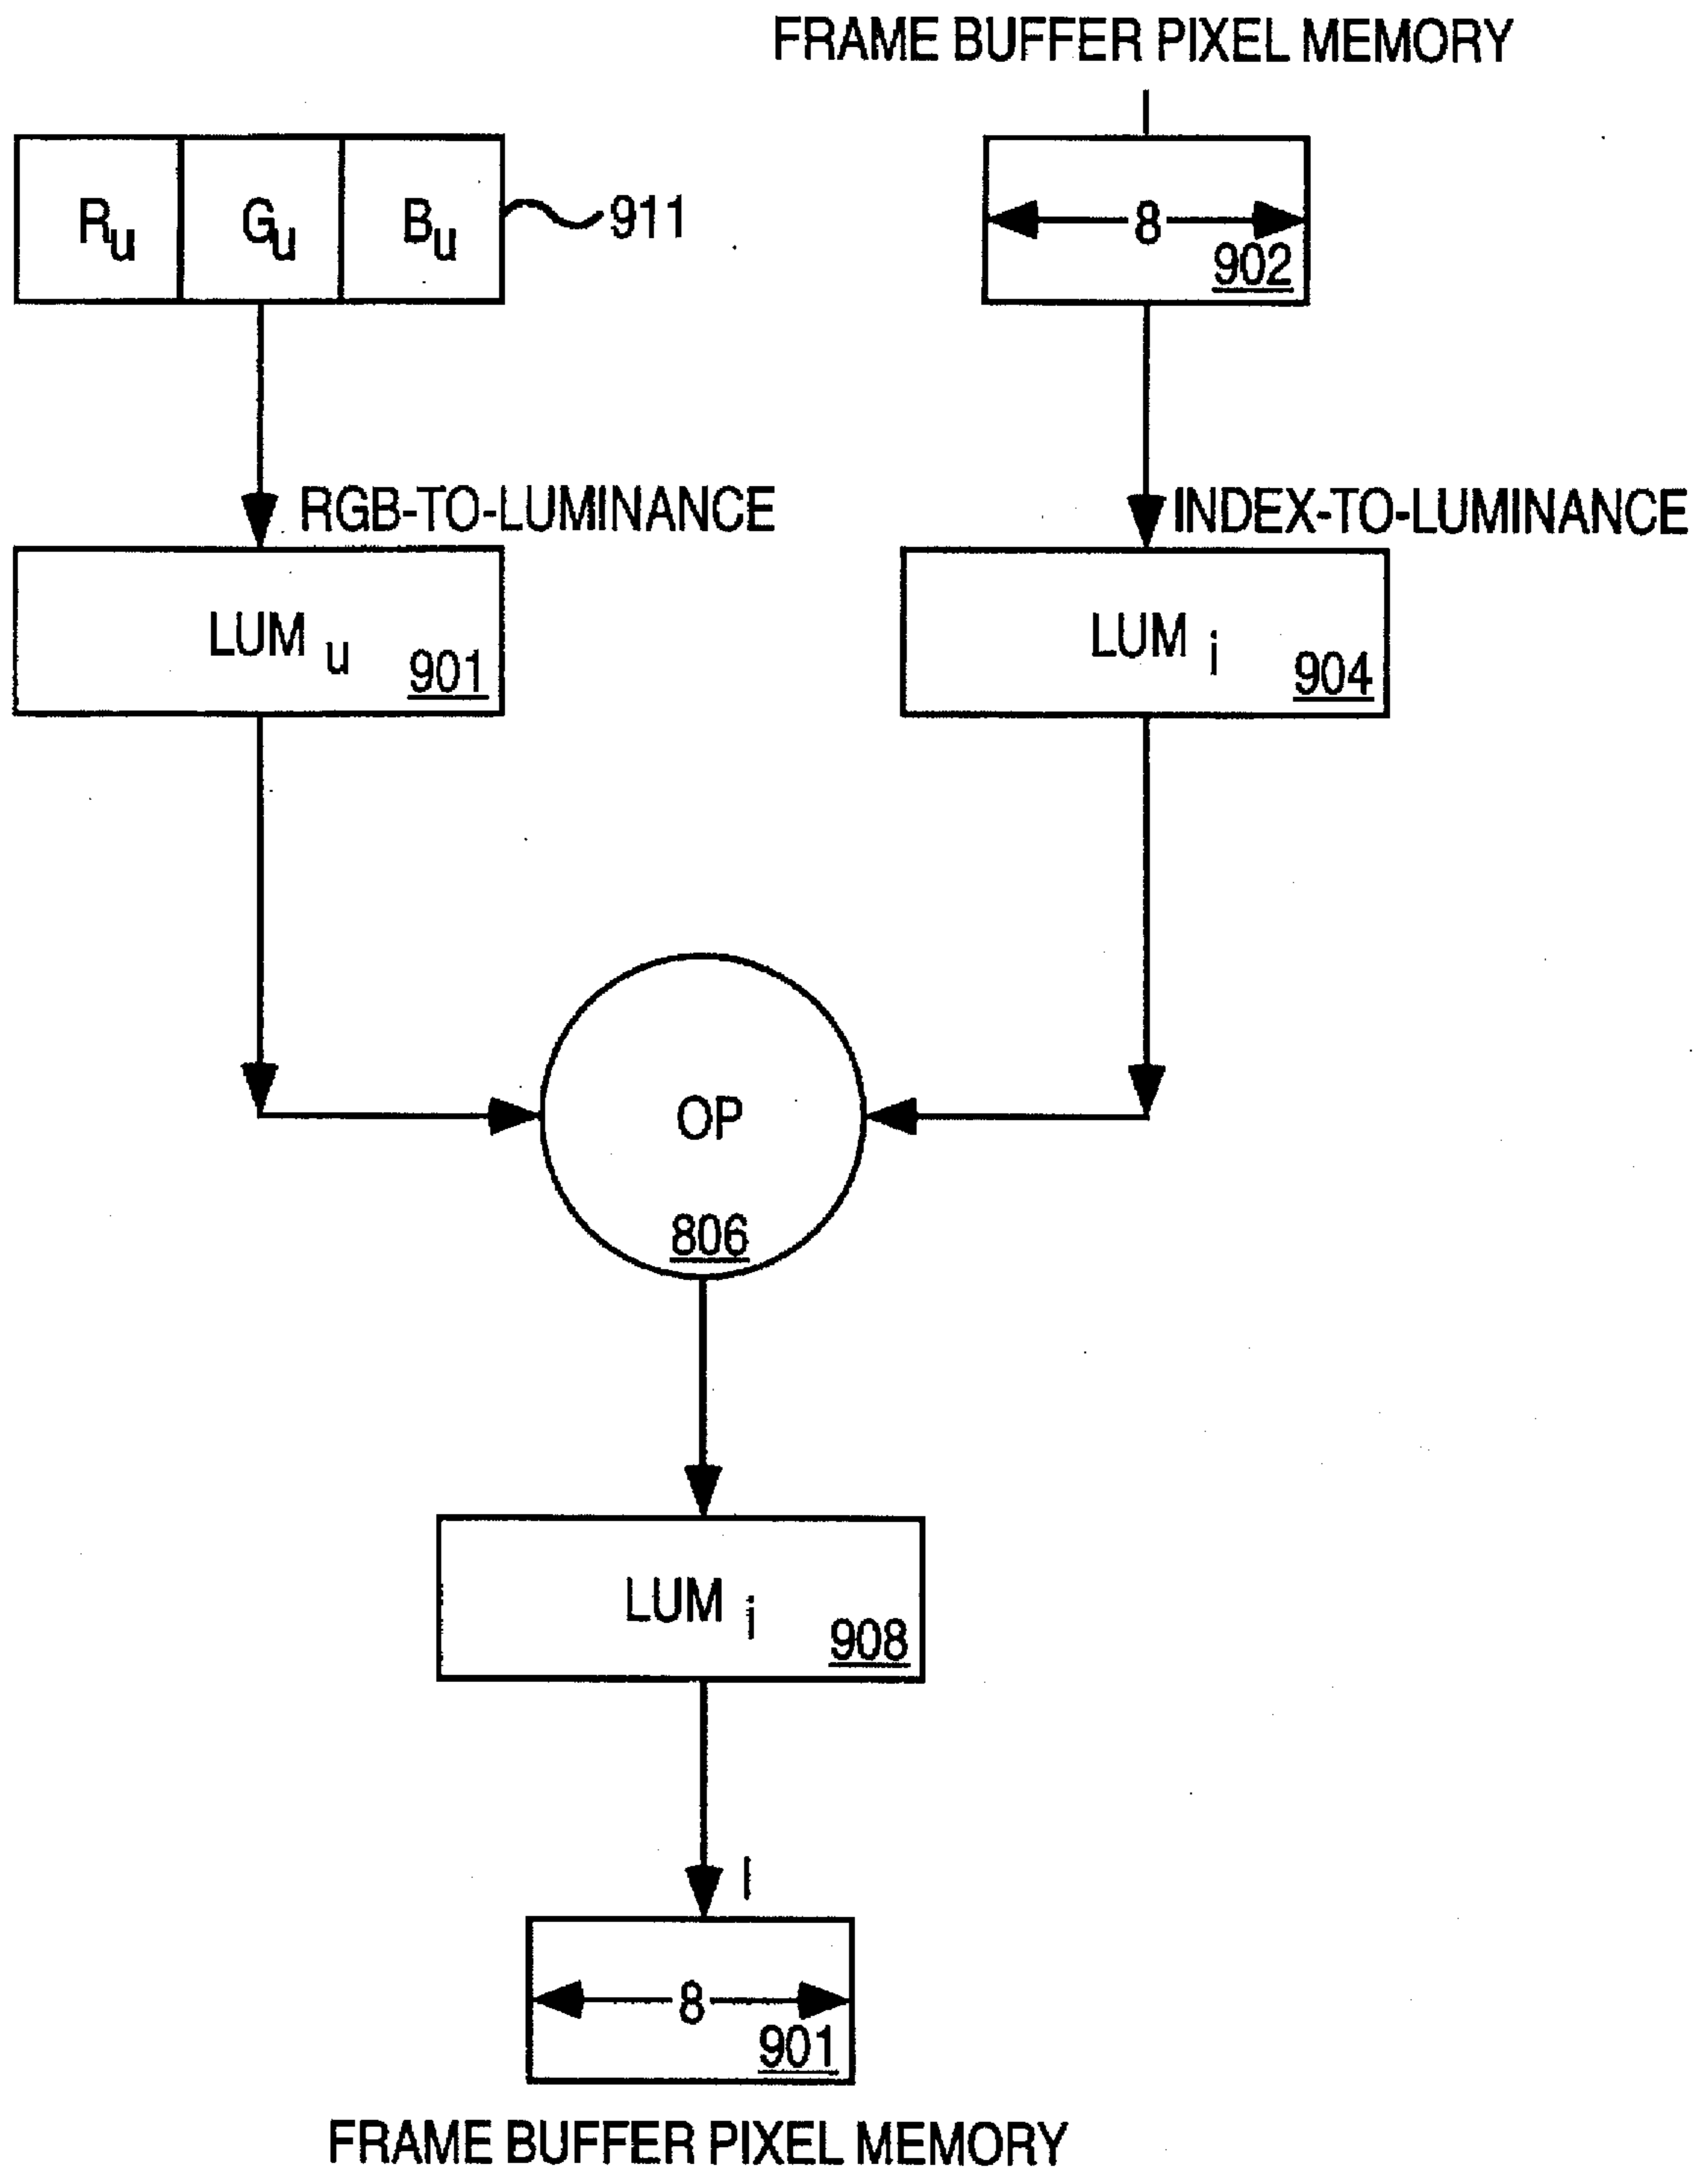 FRAME BUFFER PIXEL MEMORY
Ru Gu Bu 911
8
902
RGB-TO-LUMINANCE
INDEX-TO-LUMINANCE
LUM u 901
LUM i 904
OP
806
LUM i 908
I
8
901
FRAME BUFFER PIXEL MEMORY